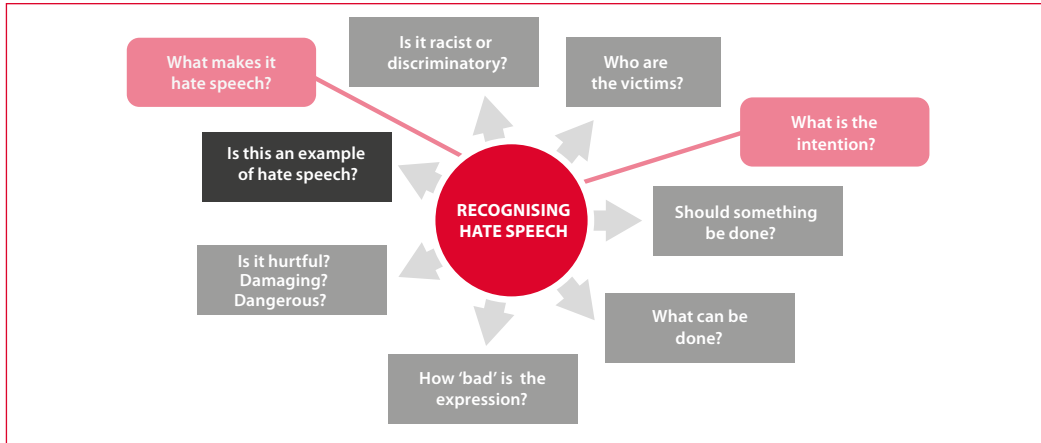 Is it racist or
discriminatory?
What makes it
hate speech?
Who are
the victims?
What is the
intention?
Is this an example
of hate speech?
RECOGNISING
HATE SPEECH
Should something
be done?
Is it hurtful?
Damaging?
Dangerous?
What can be
done?
How ‘bad’ is the
expression?